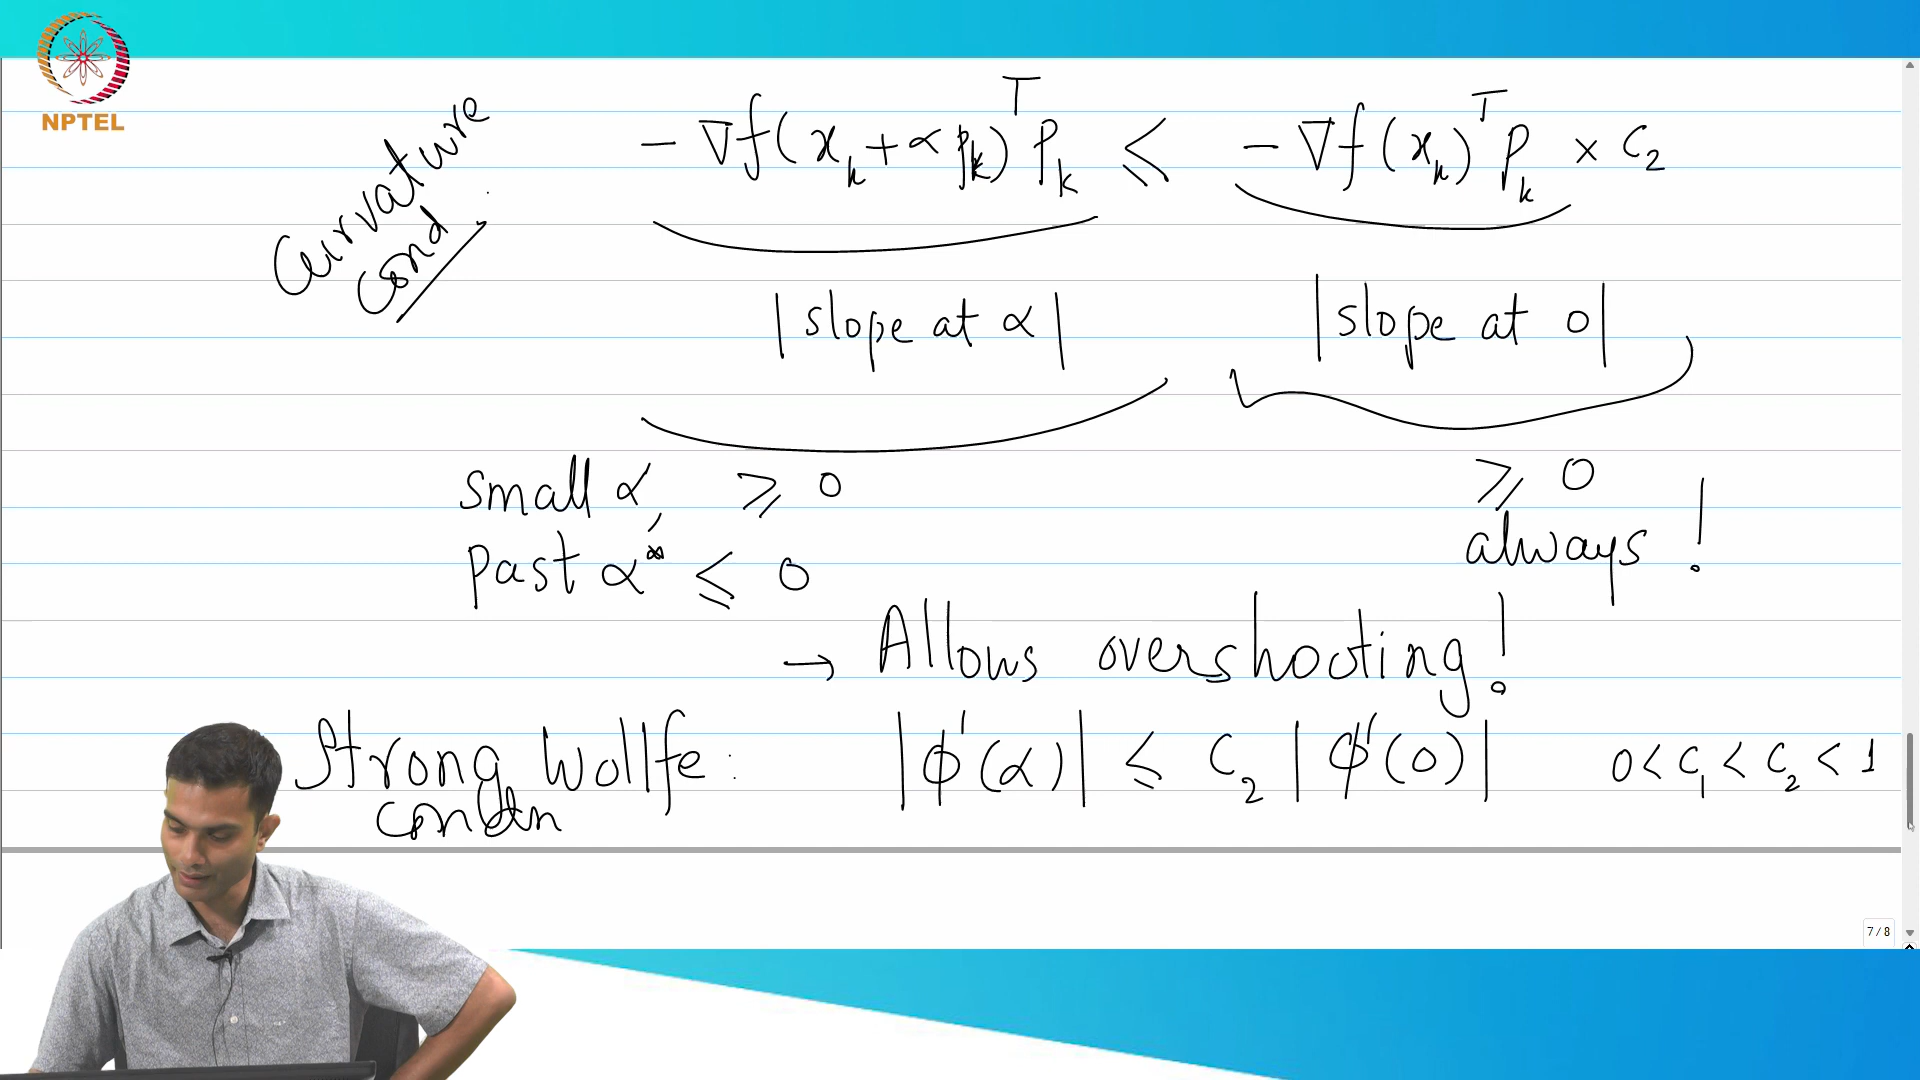 NPTEL
Curvature
Cond.
- ∇f(x_k + α p_k)^T p_k ≤ - ∇f(x_k)^T p_k × C_2
|slope at α| |slope at 0|
small α, ≥ 0 ≥ 0
always!
Past α* ≤ 0
→ Allows overshooting!
Strong Wollfe: |ϕ'(α)| ≤ C_2 |ϕ'(0)| 0 < C_1 < C_2 < 1
condn
7 / 8